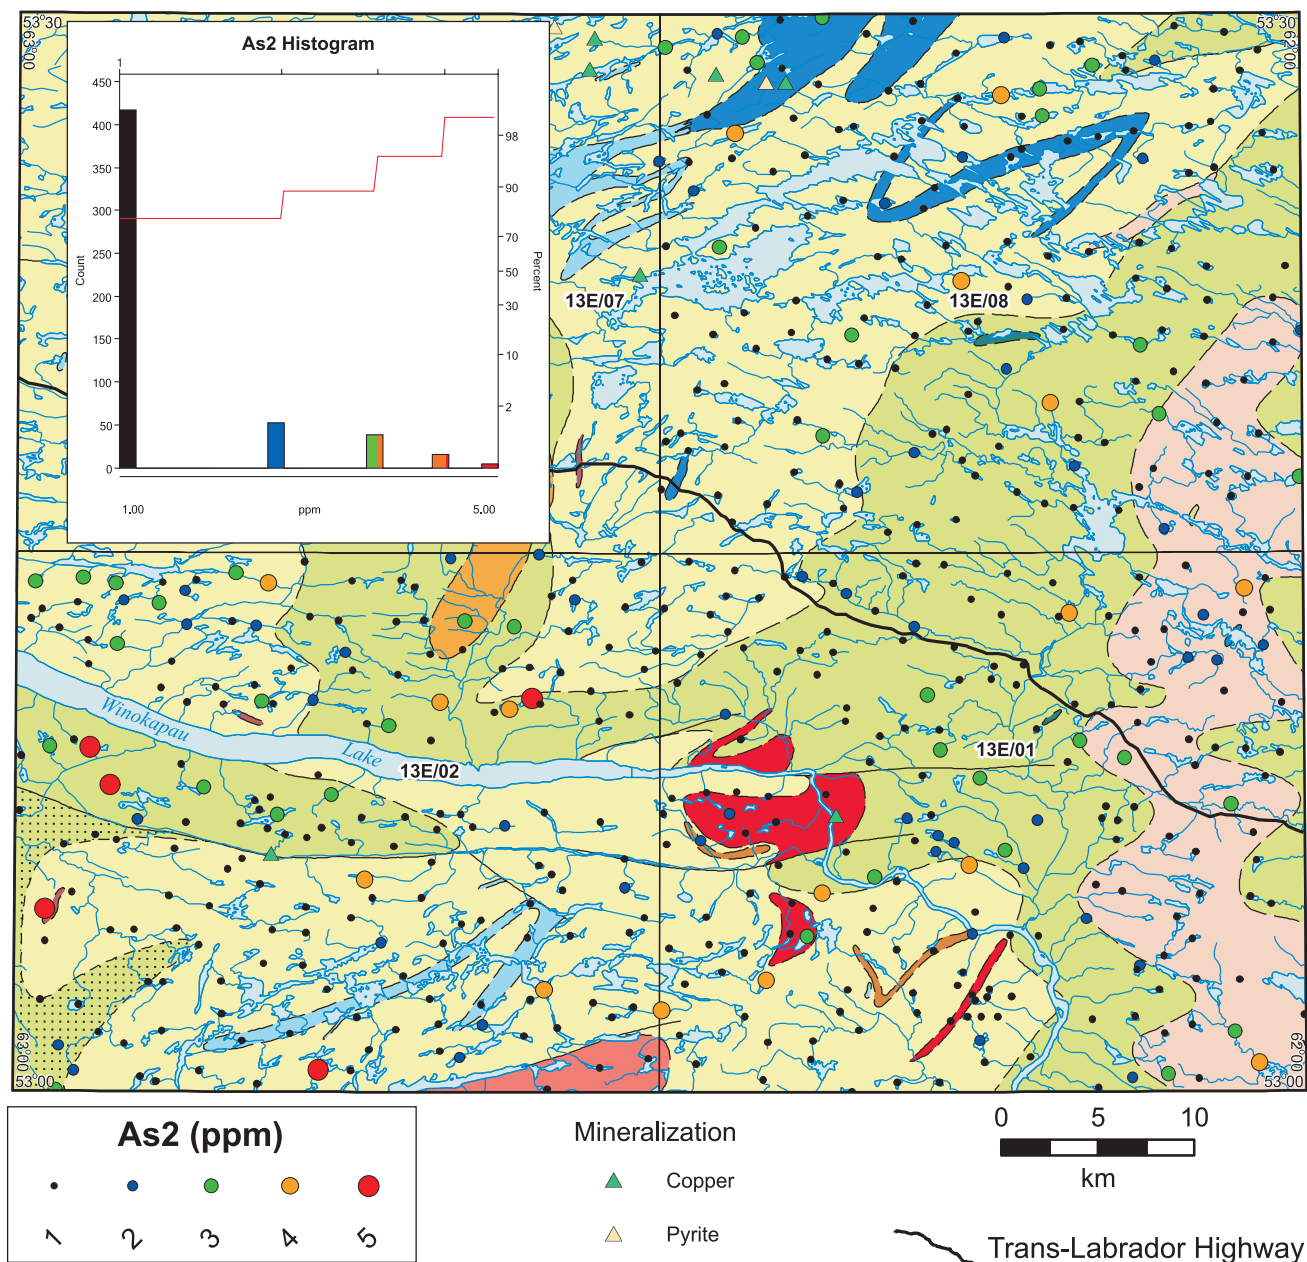 53°30'
63°00'
53°30'
62°00'
As2 Histogram
1
450
400
350
300
250
200
150
100
50
0
Count
98
90
70
50
30
10
2
Percent
1.00
ppm
5.00
13E/07
13E/08
Winokapau
Lake
13E/02
13E/01
63°00'
53°00'
62°00'
53°00'
As2 (ppm)
1
2
3
4
5
Mineralization
Copper
Pyrite
0
5
10
km
Trans-Labrador Highway